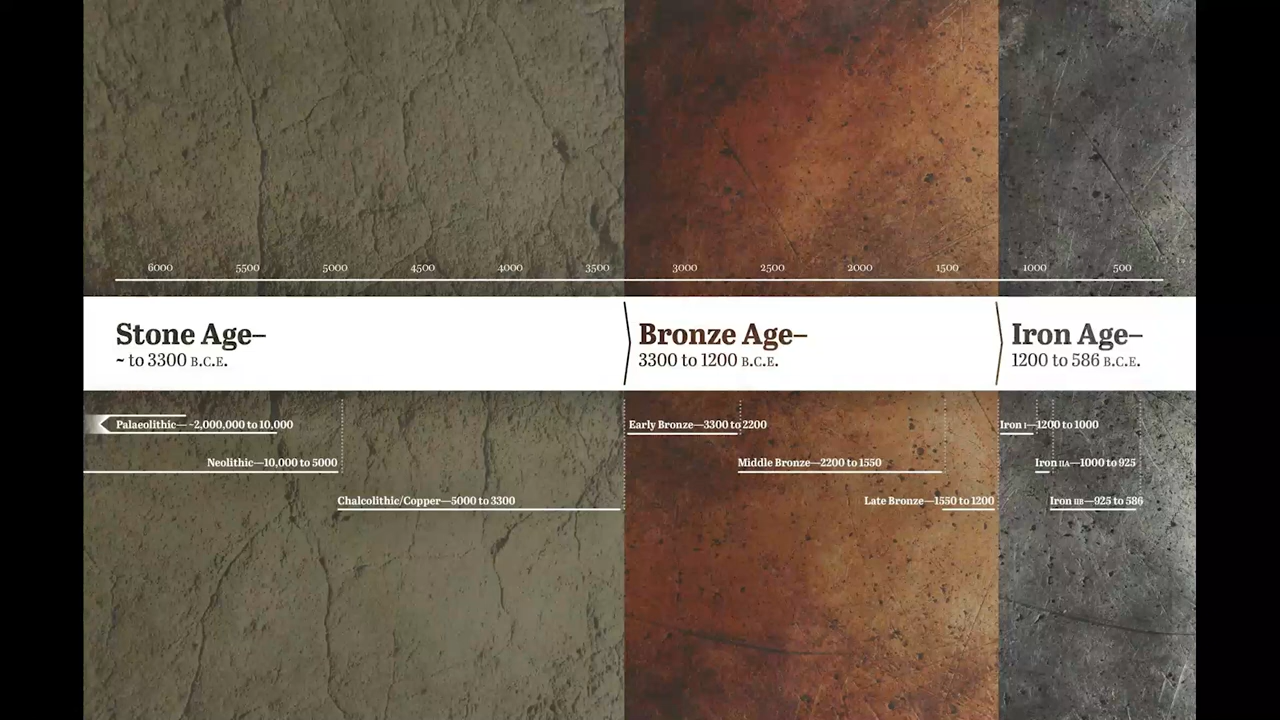 6000 5500 5000 4500 4000 3500 3000 2500 2000 1500 1000 500
Stone Age–
~ to 3300 B.C.E.
Bronze Age–
3300 to 1200 B.C.E.
Iron Age–
1200 to 586 B.C.E.
Palaeolithic— ~2,000,000 to 10,000
Neolithic—10,000 to 5000
Chalcolithic/Copper—5000 to 3300
Early Bronze—3300 to 2200
Middle Bronze—2200 to 1550
Late Bronze—1550 to 1200
Iron I—1200 to 1000
Iron IIA—1000 to 925
Iron IIB—925 to 586